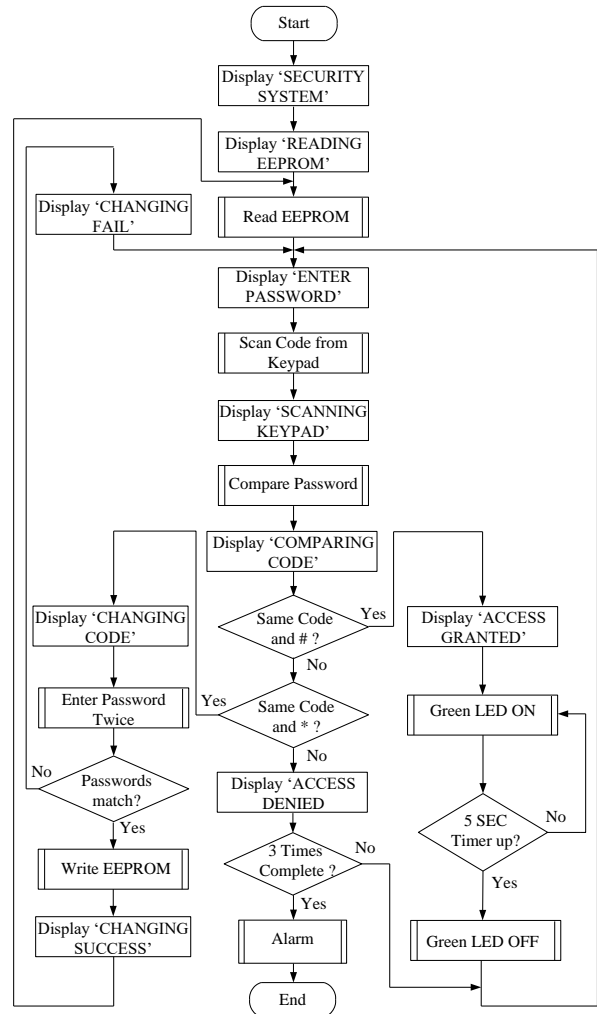 Start
Display ‘SECURITY
SYSTEM’
Display ‘READING
EEPROM’
Display ‘CHANGING
FAIL’
Read EEPROM
Display ‘ENTER
PASSWORD’
Scan Code from
Keypad
Display ‘SCANNING
KEYPAD’
Compare Password
Display ‘COMPARING
CODE’
Display ‘CHANGING
CODE’
Same Code
and # ?
Yes
Display ‘ACCESS
GRANTED’
No
Enter Password
Twice
Yes
Same Code
and * ?
Green LED ON
No
No
Passwords
match?
Display ‘ACCESS
DENIED
5 SEC
Timer up?
No
Yes
3 Times
Complete ?
No
Yes
Write EEPROM
Yes
Display ‘CHANGING
SUCCESS’
Alarm
Green LED OFF
End